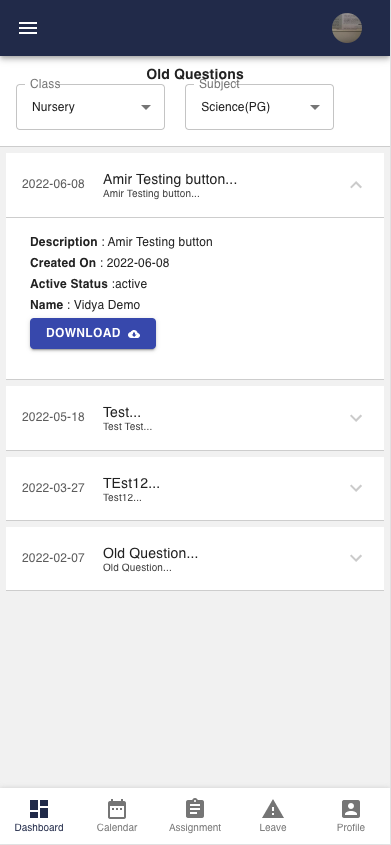 Old Questions
Class
Subject
Nursery
Science(PG)
2022-06-08
Amir Testing button...
Amir Testing button...
Description : Amir Testing button
Created On : 2022-06-08
Active Status :active
Name : Vidya Demo
DOWNLOAD
2022-05-18
Test...
Test Test...
2022-03-27
TEst12...
Test12...
2022-02-07
Old Question...
Old Question...
Dashboard
Calendar
Assignment
Leave
Profile